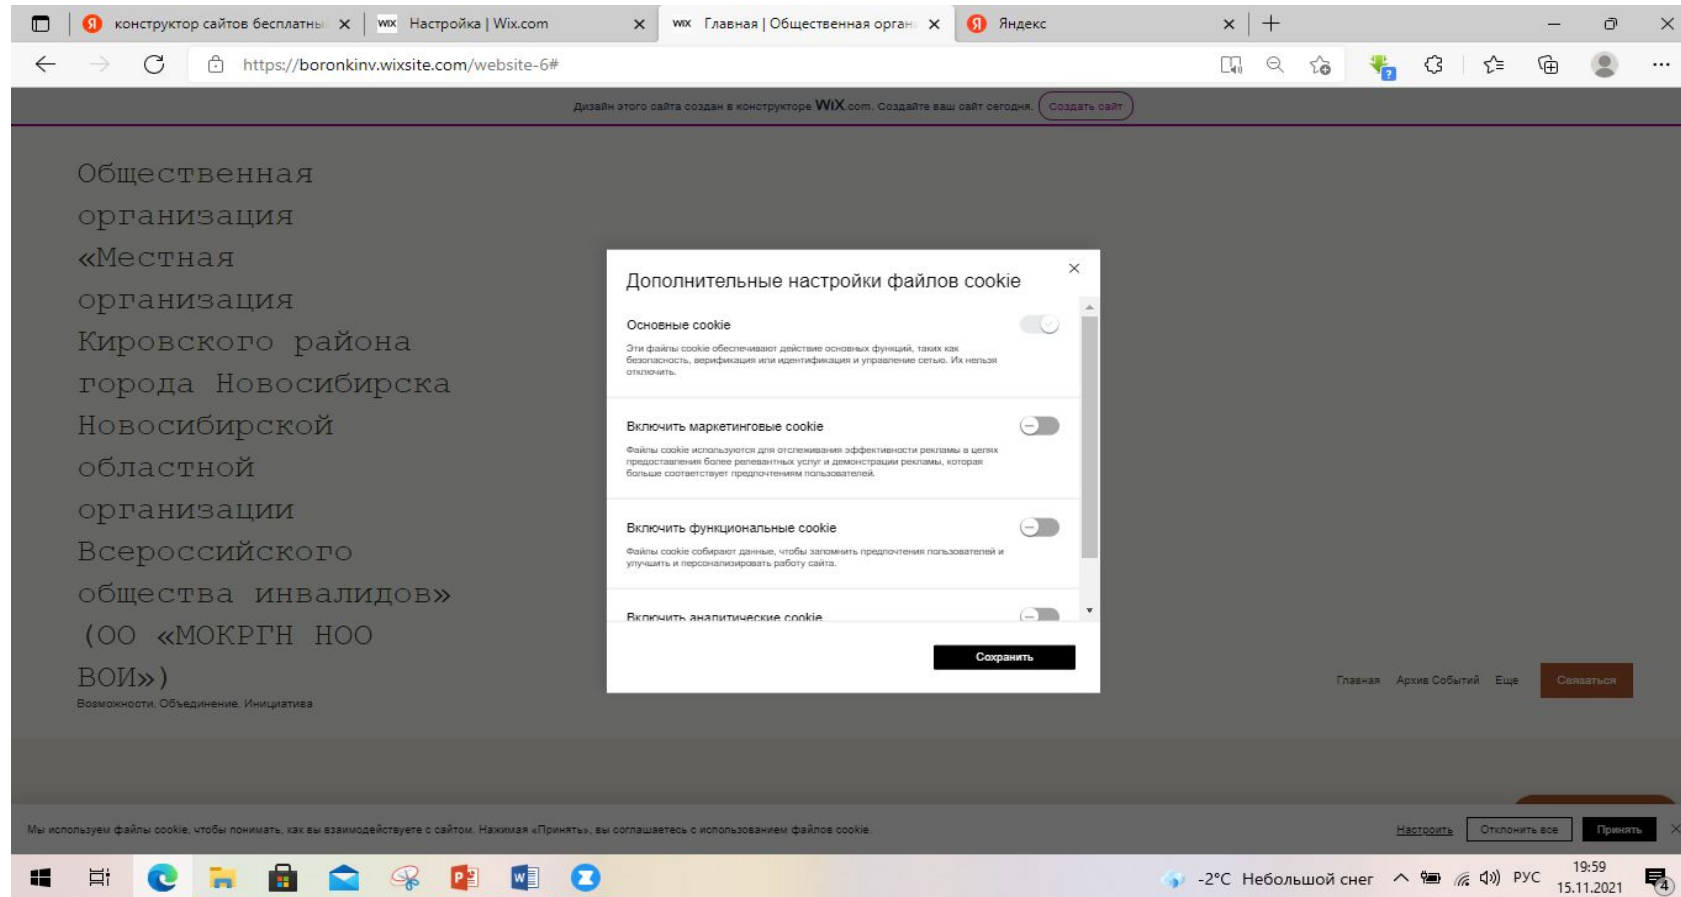 конструктор сайтов бесплатны
WIX Настройка | Wix.com
WIX Главная | Общественная орган
Я Яндекс
https://boronkinv.wixsite.com/website-6#
Дизайн этого сайта создан в конструкторе WiX.com. Создайте ваш сайт сегодня. Создать сайт
Общественная
организация
«Местная
организация
Кировского района
города Новосибирска
Новосибирской
областной
организации
Всероссийского
общества инвалидов»
(ОО «МОКРГН НОО
ВОИ»)
Возможности. Объединение. Инициатива
Дополнительные настройки файлов cookie
Основные cookie
Эти файлы cookie обеспечивают действие основных функций, таких как
безопасность, верификация или идентификация и управление сетью. Их нельзя
отключить.
Включить маркетинговые cookie
Файлы cookie используются для отслеживания эффективности рекламы в целях
предоставления более релевантных услуг и демонстрации рекламы, которая
больше соответствует предпочтениям пользователей.
Включить функциональные cookie
Файлы cookie собирают данные, чтобы запомнить предпочтения пользователей и
улучшить и персонализировать работу сайта.
Включить аналитические cookie
Сохранить
Главная Архив Событий Еще Связаться
Мы используем файлы cookie, чтобы понимать, как вы взаимодействуете с сайтом. Нажимая «Принять», вы соглашаетесь с использованием файлов cookie.
Настроить Отклонить все Принять
-2°C Небольшой снег РУС 19:59
15.11.2021
4